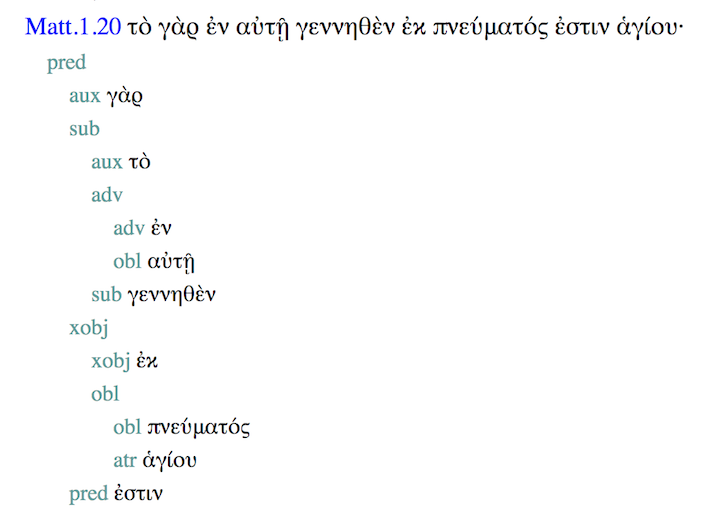 Matt.1.20 τὸ γὰρ ἐν αὐτῇ γεννηθὲν ἐκ πνεύματός ἐστιν ἁγίου·
pred
aux γὰρ
sub
aux τὸ
adv
adv ἐν
obl αὐτῇ
sub γεννηθὲν
xobj
xobj ἐκ
obl
obl πνεύματός
atr ἁγίου
pred ἐστιν